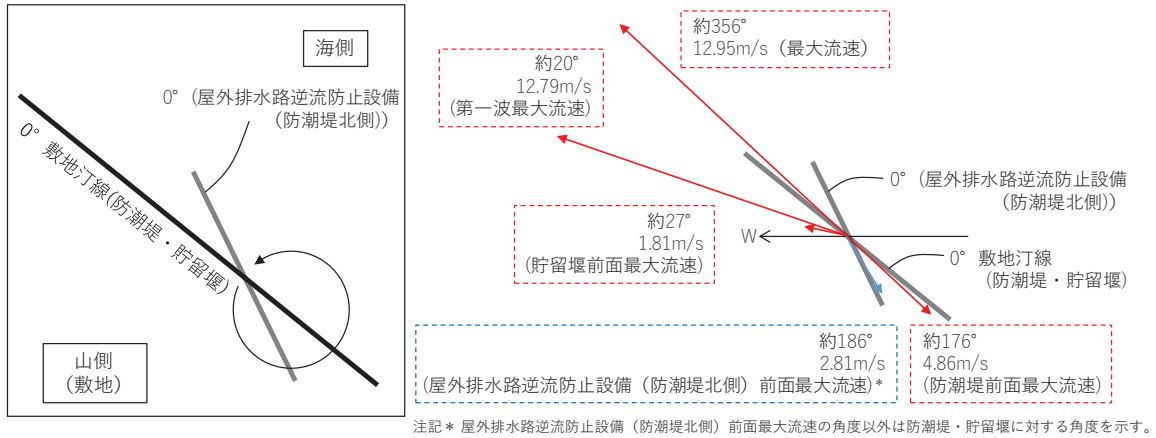 海側
0° (屋外排水路逆流防止設備
(防潮堤北側))
0° 敷地汀線(防潮堤・貯留堰)
山側
(敷地)
約356°
12.95m/s (最大流速)
約20°
12.79m/s
(第一波最大流速)
0° (屋外排水路逆流防止設備
(防潮堤北側))
約27°
1.81m/s
(貯留堰前面最大流速)
W
0° 敷地汀線
(防潮堤・貯留堰)
約186°
2.81m/s
(屋外排水路逆流防止設備 (防潮堤北側) 前面最大流速)*
約176°
4.86m/s
(防潮堤前面最大流速)
注記* 屋外排水路逆流防止設備 (防潮堤北側) 前面最大流速の角度以外は防潮堤・貯留堰に対する角度を示す。